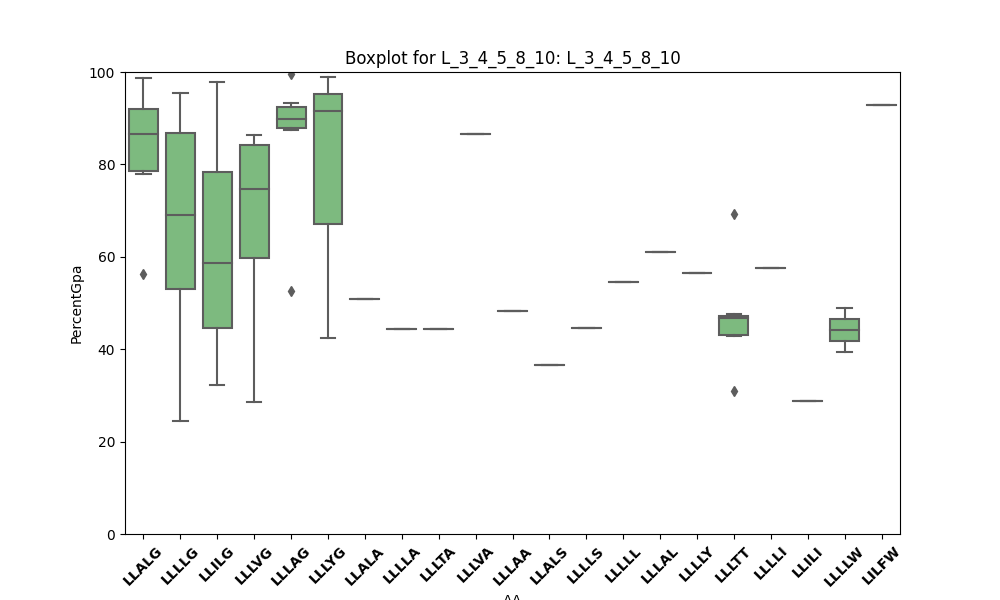 Boxplot for L_3_4_5_8_10: L_3_4_5_8_10
100
80
60
40
20
0
PercentGpa
LLALG LLLLG LLILG LLLVG LLLAG LLLYG LLALA LLLLA LLLTA LLLVA LLLAA LLALS LLLLS LLLLL LLLAL LLLLY LLLTT LLLLI LLILI LLLLW LILFW
AA